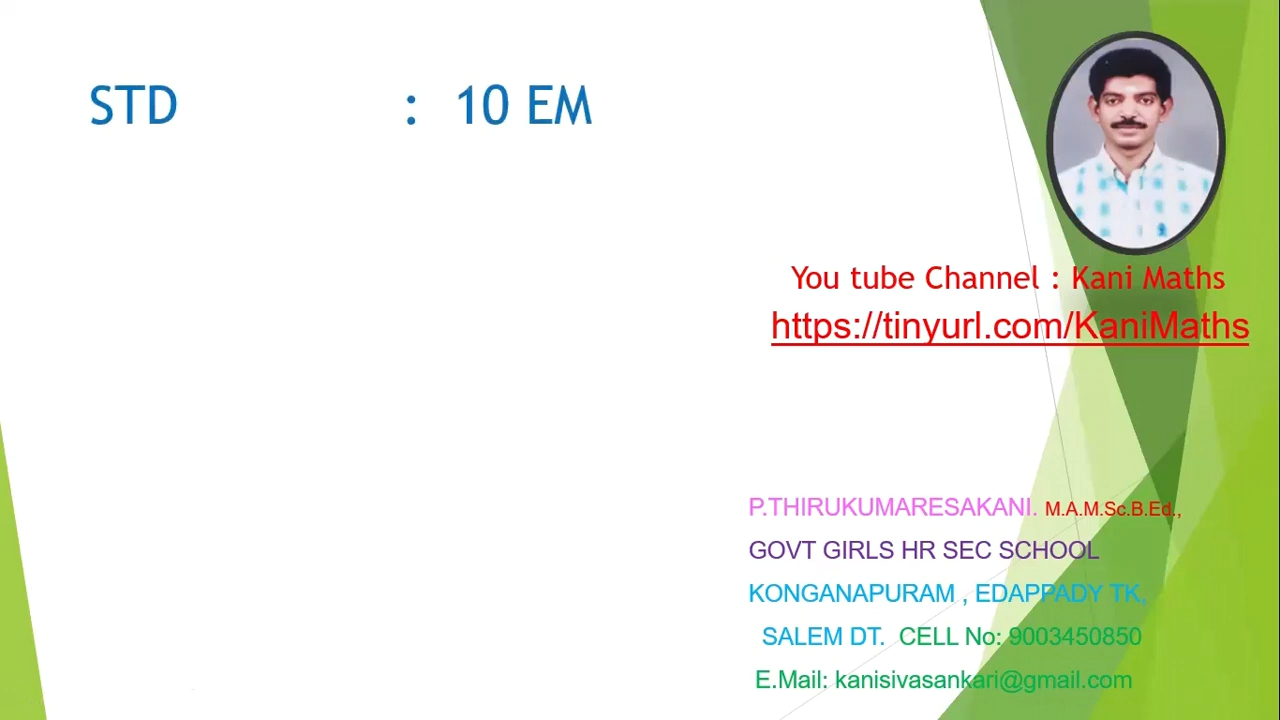 STD : 10 EM
You tube Channel : Kani Maths
https://tinyurl.com/KaniMaths
P.THIRUKUMARESAKANI. M.A.M.Sc.B.Ed.,
GOVT GIRLS HR SEC SCHOOL
KONGANAPURAM , EDAPPADY TK,
SALEM DT. CELL No: 9003450850
E.Mail: kanisivasankari@gmail.com